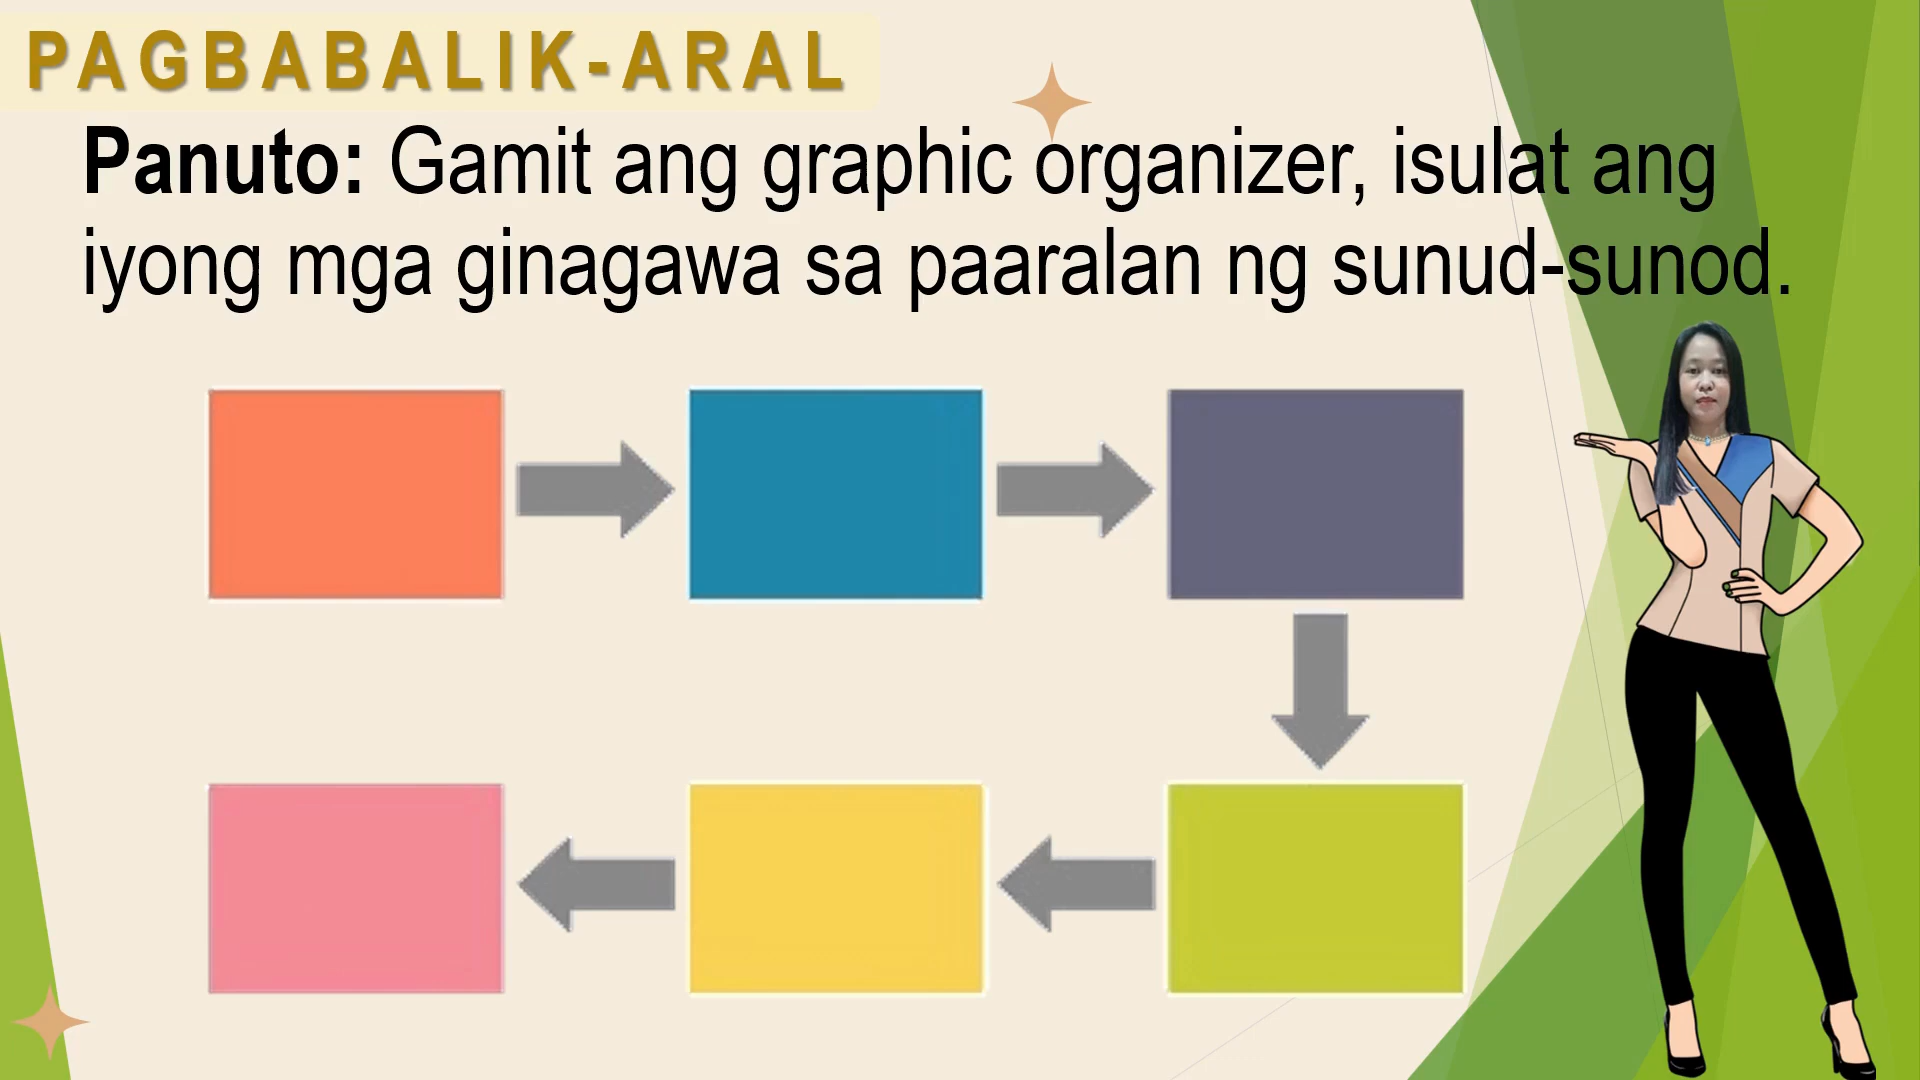 PAGBABALIK-ARAL
Panuto: Gamit ang graphic organizer, isulat ang
iyong mga ginagawa sa paaralan ng sunud-sunod.